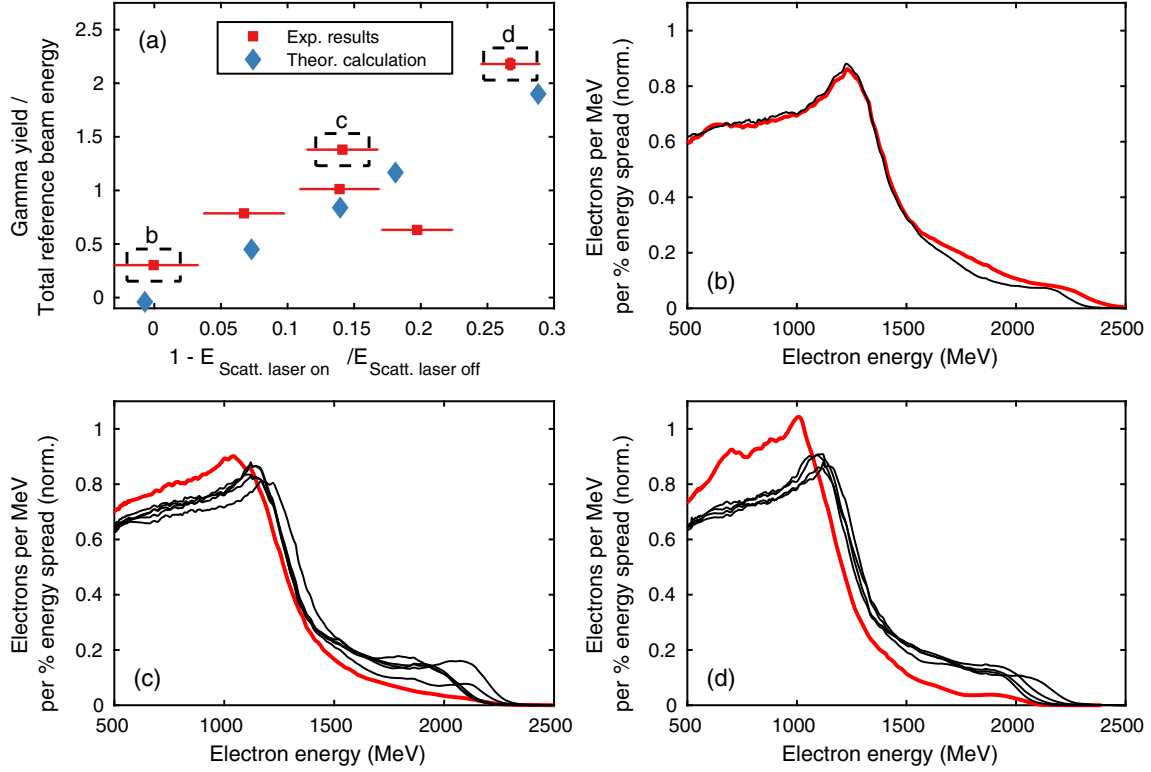 (a)
Exp. results
Theor. calculation
b
c
d
2.5
2
1.5
1
0.5
0
0
0.05
0.1
0.15
0.2
0.25
0.3
Gamma yield /
Total reference beam energy
1 - E Scatt. laser on /E Scatt. laser off
1
0.8
0.6
0.4
0.2
0
500
1000
1500
2000
2500
Electrons per MeV
per % energy spread (norm.)
(b)
Electron energy (MeV)
1
0.8
0.6
0.4
0.2
0
500
1000
1500
2000
2500
Electrons per MeV
per % energy spread (norm.)
(c)
Electron energy (MeV)
1
0.8
0.6
0.4
0.2
0
500
1000
1500
2000
2500
Electrons per MeV
per % energy spread (norm.)
(d)
Electron energy (MeV)